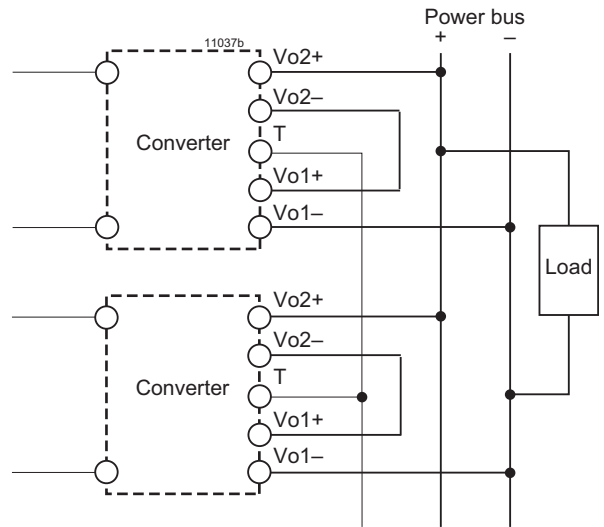 Power bus
+ –
11037b
Vo2+
Vo2–
T
Converter
Vo1+
Vo1–
Load
Vo2+
Vo2–
T
Converter
Vo1+
Vo1–